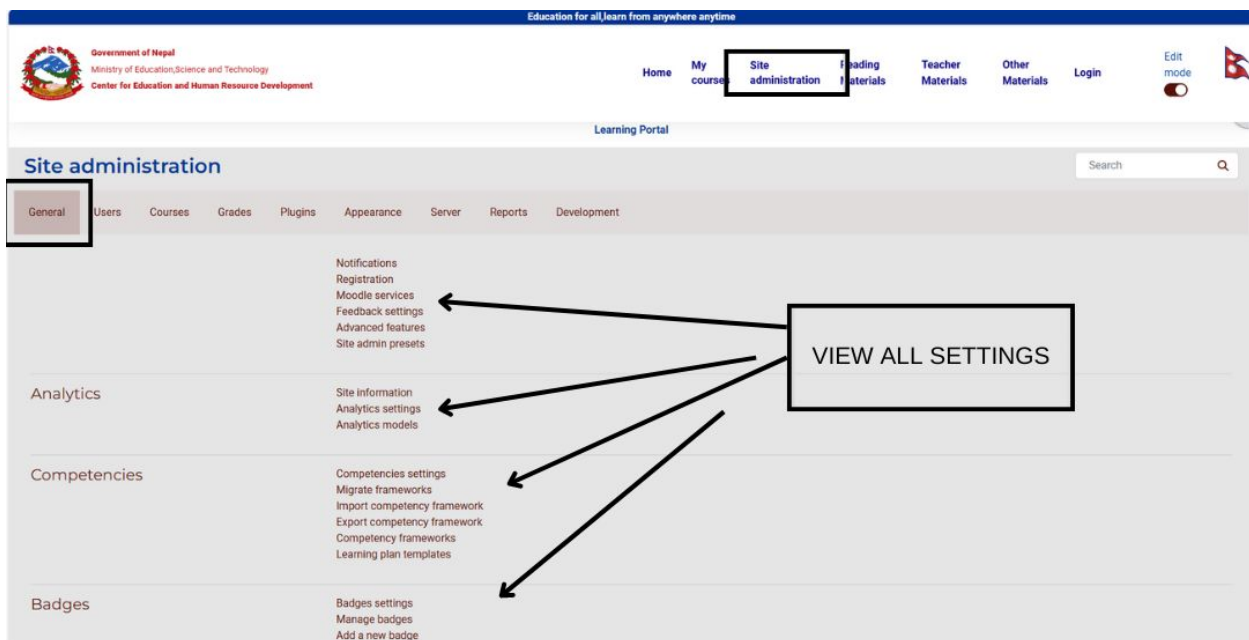 Education for all,learn from anywhere anytime
Government of Nepal
Ministry of Education,Science and Technology
Center for Education and Human Resource Development
Home
My courses
Site administration
Reading Materials
Teacher Materials
Other Materials
Login
Edit mode
Learning Portal
Site administration
Search
General Users Courses Grades Plugins Appearance Server Reports Development
Notifications
Registration
Moodle services
Feedback settings
Advanced features
Site admin presets
VIEW ALL SETTINGS
Analytics
Site information
Analytics settings
Analytics models
Competencies
Competencies settings
Migrate frameworks
Import competency framework
Export competency framework
Competency frameworks
Learning plan templates
Badges
Badges settings
Manage badges
Add a new badge